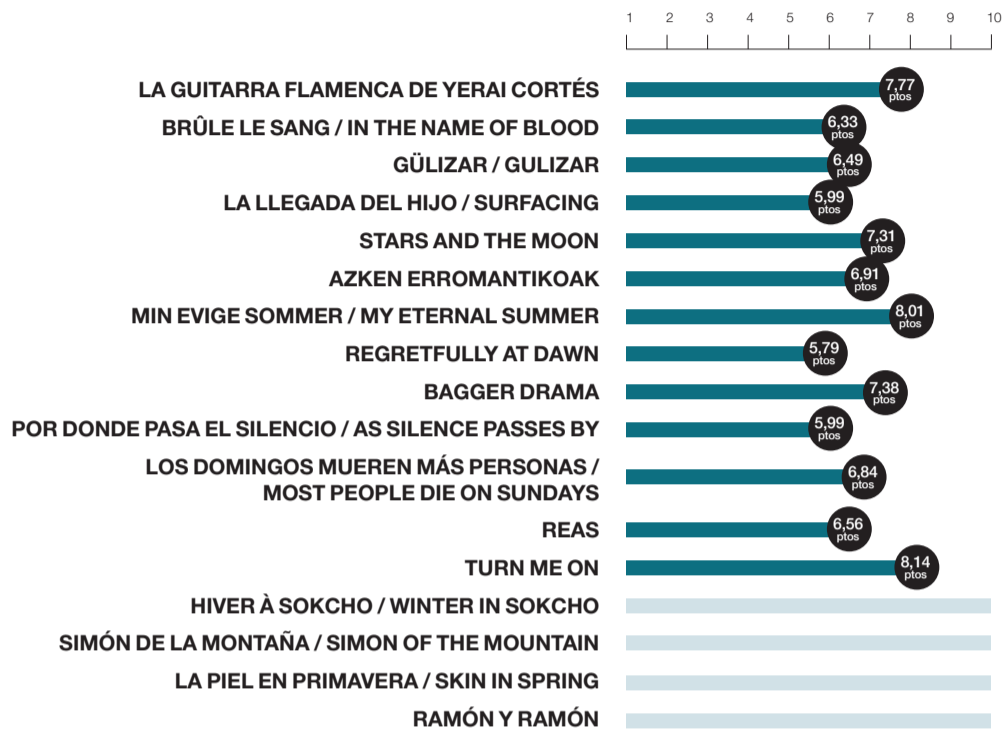 1 2 3 4 5 6 7 8 9 10
LA GUITARRA FLAMENCA DE YERAI CORTÉS 7,77 ptos
BRÛLE LE SANG / IN THE NAME OF BLOOD 6,33 ptos
GÜLIZAR / GULIZAR 6,49 ptos
LA LLEGADA DEL HIJO / SURFACING 5,99 ptos
STARS AND THE MOON 7,31 ptos
AZKEN ERROMANTIKOAK 6,91 ptos
MIN EVIGE SOMMER / MY ETERNAL SUMMER 8,01 ptos
REGRETFULLY AT DAWN 5,79 ptos
BAGGER DRAMA 7,38 ptos
POR DONDE PASA EL SILENCIO / AS SILENCE PASSES BY 5,99 ptos
LOS DOMINGOS MUEREN MÁS PERSONAS /
MOST PEOPLE DIE ON SUNDAYS 6,84 ptos
REAS 6,56 ptos
TURN ME ON 8,14 ptos
HIVER À SOKCHO / WINTER IN SOKCHO
SIMÓN DE LA MONTAÑA / SIMON OF THE MOUNTAIN
LA PIEL EN PRIMAVERA / SKIN IN SPRING
RAMÓN Y RAMÓN